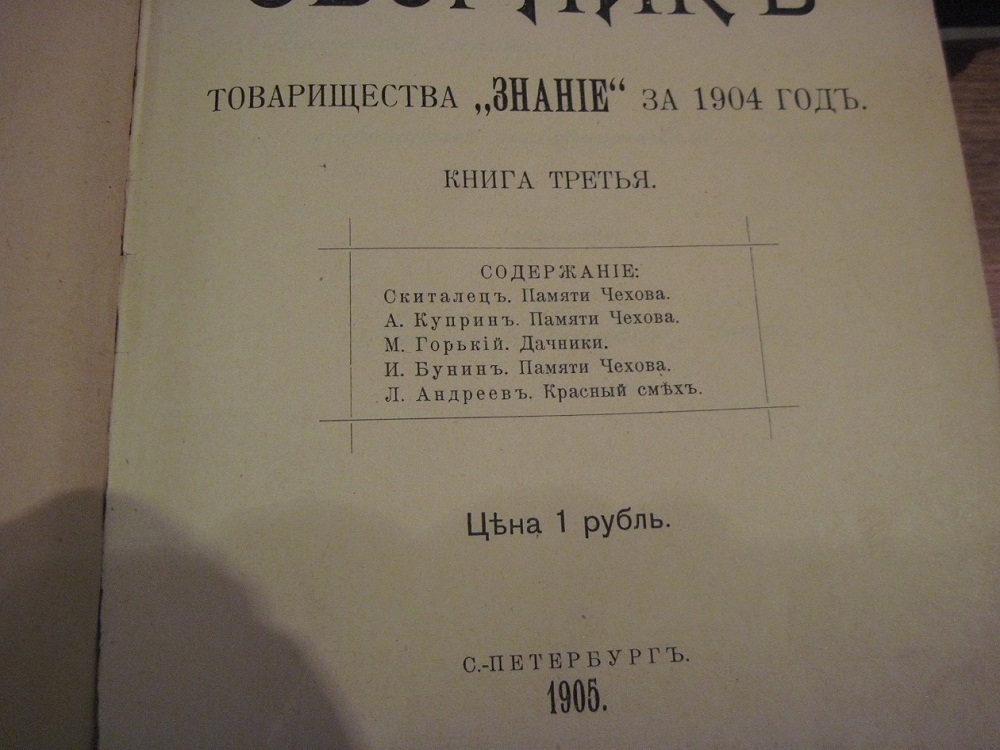 СБОРНИКЪ
ТОВАРИЩЕСТВА „ЗНАНІЕ“ ЗА 1904 ГОДЪ.
КНИГА ТРЕТЬЯ.
СОДЕРЖАНІЕ:
Скиталецъ. Памяти Чехова.
А. Купринъ. Памяти Чехова.
М. Горькій. Дачники.
И. Бунинъ. Памяти Чехова.
Л. Андреевъ. Красный смѣхъ.
Цѣна 1 рубль.
С.-ПЕТЕРБУРГЪ.
1905.